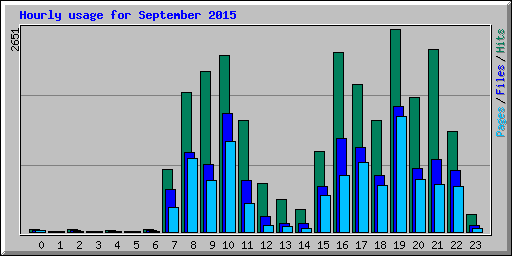 Hourly usage for September 2015
2651
Pages / Files / Hits
0 1 2 3 4 5 6 7 8 9 10 11 12 13 14 15 16 17 18 19 20 21 22 23